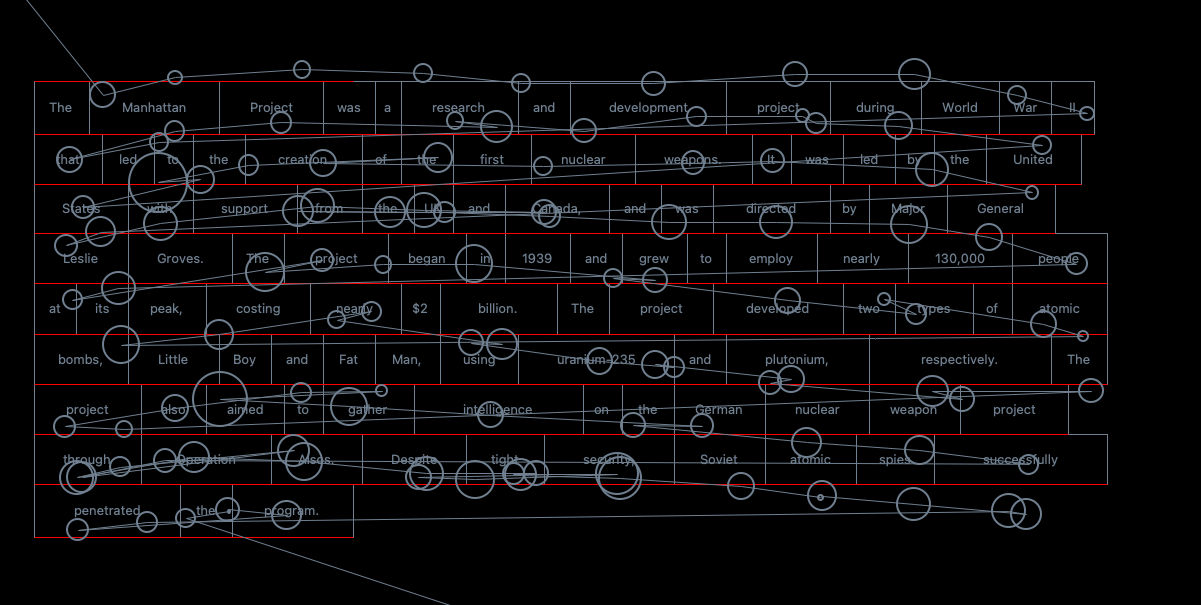 The Manhattan Project was a research and development project during World War II
that led to the creation of the first nuclear weapons. It was led by the United
States with support from the UK and Canada, and was directed by Major General
Leslie Groves. The project began in 1939 and grew to employ nearly 130,000 people
at its peak, costing nearly $2 billion. The project developed two types of atomic
bombs, Little Boy and Fat Man, using uranium-235 and plutonium, respectively. The
project also aimed to gather intelligence on the German nuclear weapon project
through Operation Alsos. Despite tight security, Soviet atomic spies successfully
penetrated the program.